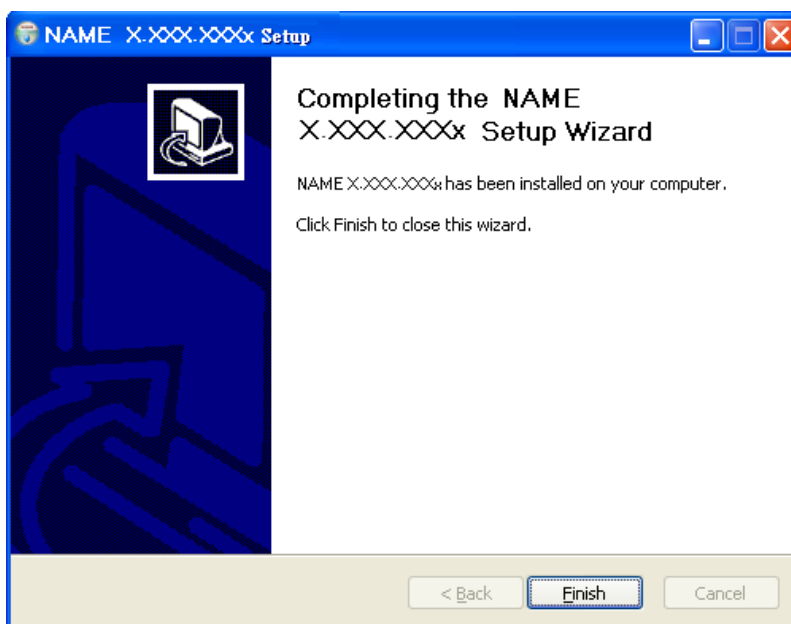 NAME X.XXX.XXXx Setup
Completing the NAME
X.XXX.XXXx Setup Wizard
NAME X.XXX.XXXx has been installed on your computer.
Click Finish to close this wizard.
< Back Finish Cancel